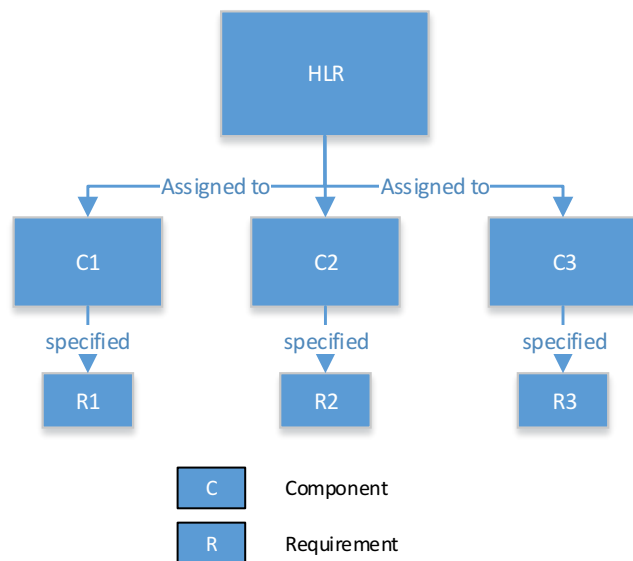 HLR
Assigned to Assigned to
C1 C2 C3
specified specified specified
R1 R2 R3
C Component
R Requirement